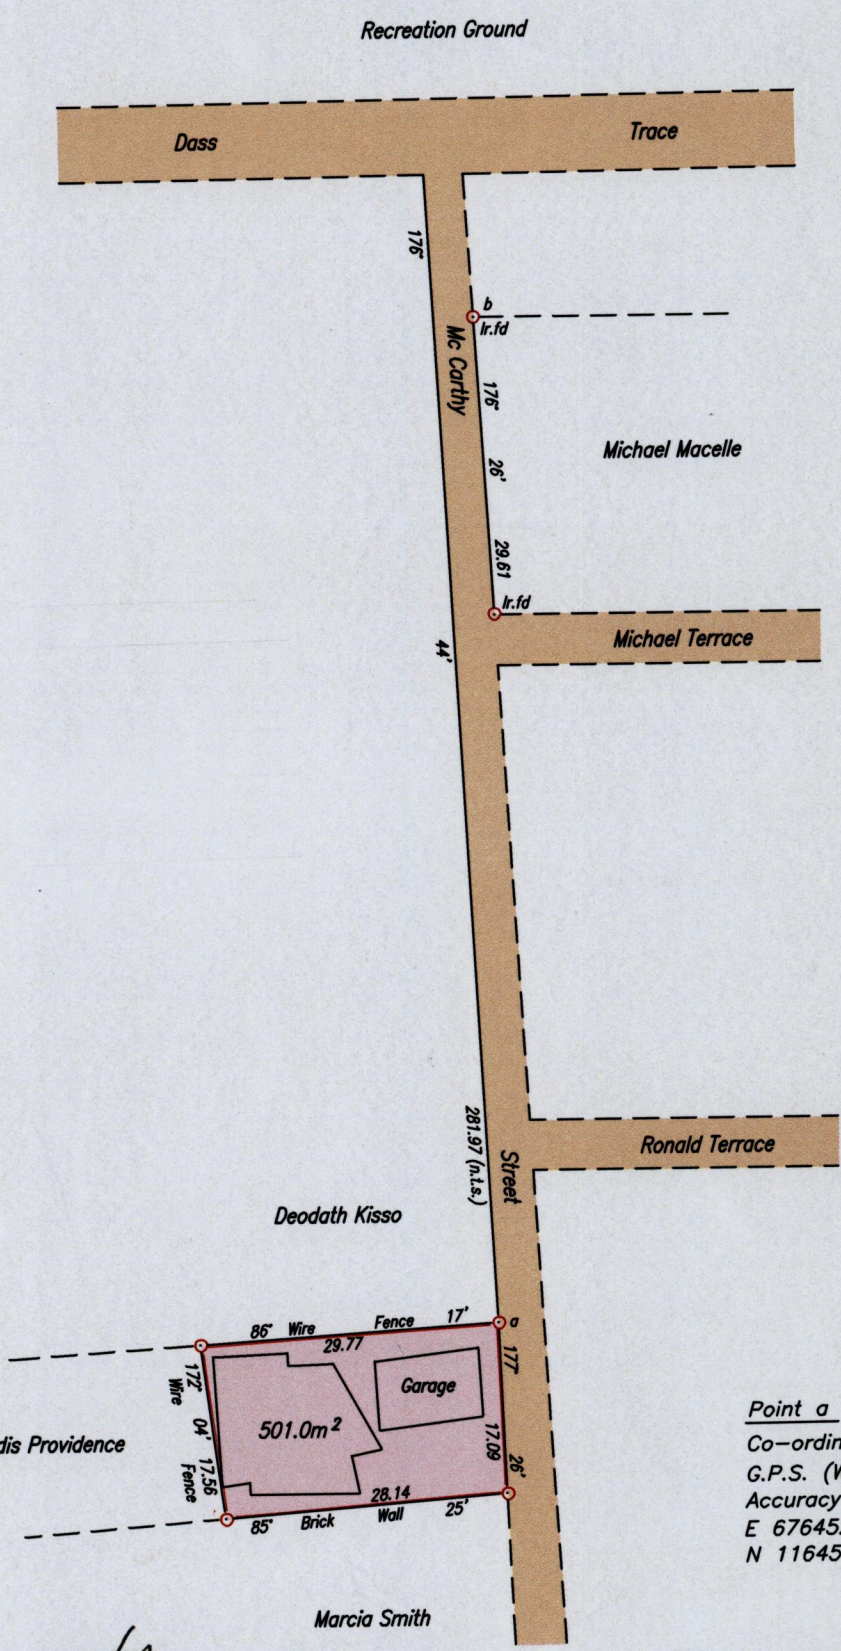 Recreation Ground
Dass
Trace
176°
b
Ir.fd
Mc Carthy
176°
26'
29.61
Michael Macelle
Ir.fd
Michael Terrace
44'
281.97 (n.t.s.)
Street
Ronald Terrace
Deodath Kisso
86° Wire Fence 17'
29.77
a
177°
17.09
26'
172° 04' 17.56
Wire Fence
Garage
501.0m²
28.14
85° Brick Wall 25'
dis Providence
Marcia Smith
Point a
Co-ordin
G.P.S. (W
Accuracy
E 67645
N 11645